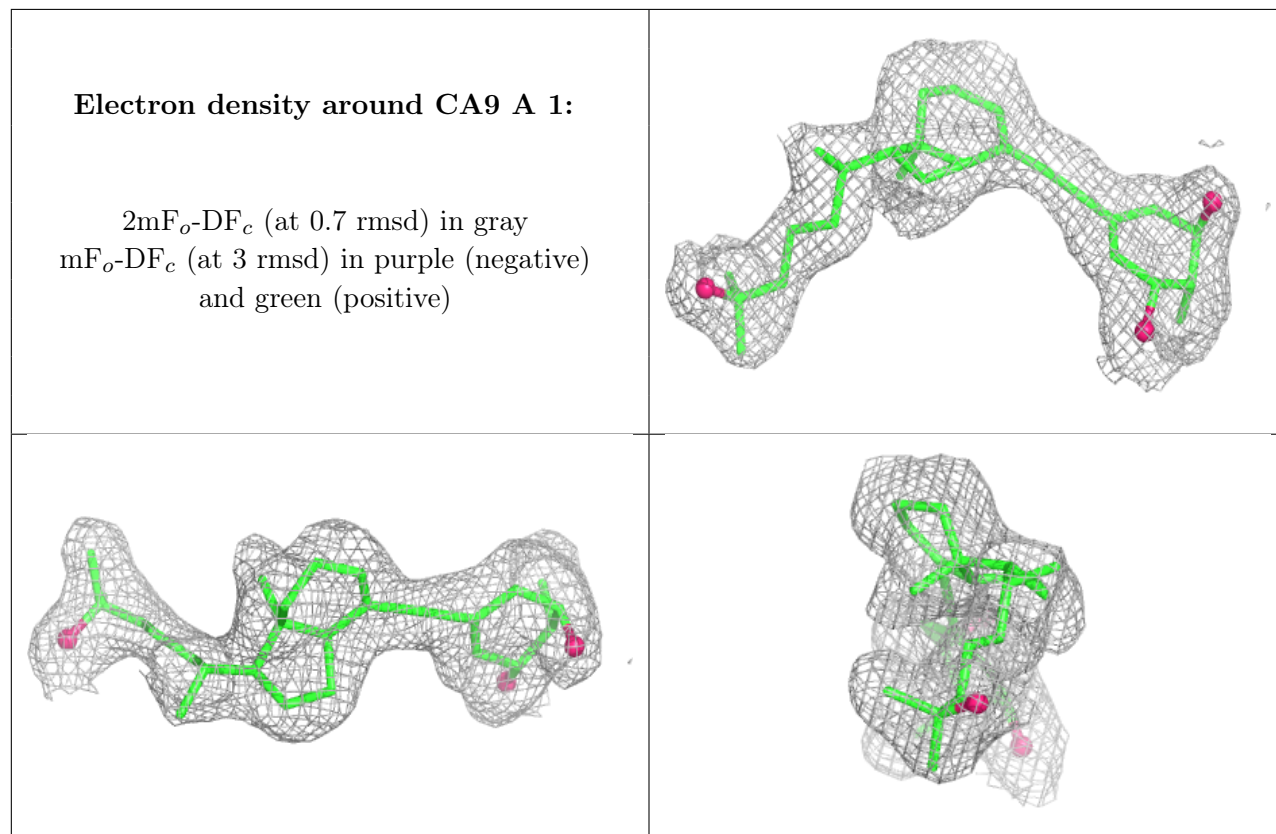 Electron density around CA9 A 1:
2mFo-DFc (at 0.7 rmsd) in gray
mFo-DFc (at 3 rmsd) in purple (negative)
and green (positive)